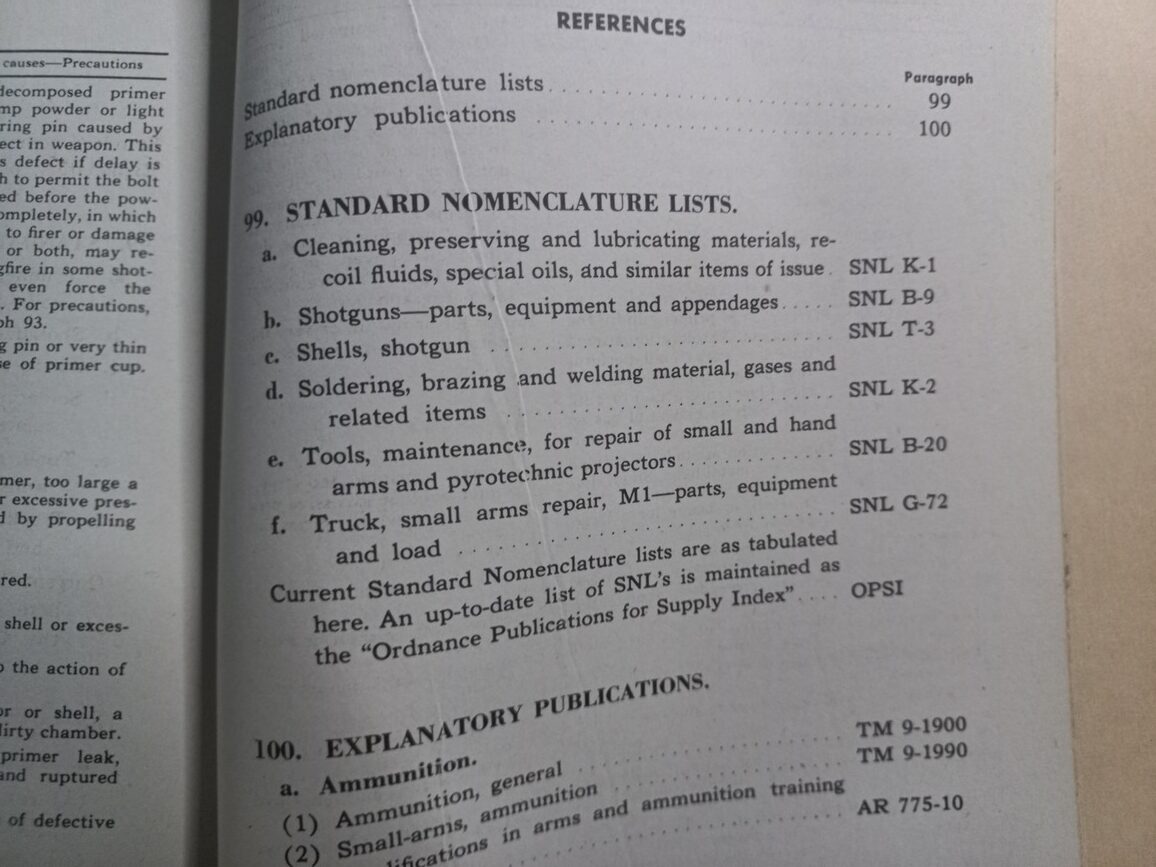 causes—Precautions
decomposed primer
mp powder or light
ring pin caused by
ect in weapon. This
s defect if delay is
h to permit the bolt
ed before the pow-
ompletely, in which
to firer or damage
or both, may re-
gfire in some shot-
even force the
. For precautions,
ph 93.
g pin or very thin
se of primer cup.
mer, too large a
r excessive pres-
d by propelling
red.
shell or exces-
o the action of
or or shell, a
dirty chamber.
primer leak,
and ruptured
of defective
REFERENCES
Paragraph
Standard nomenclature lists . . . . . . . . . . 99
Explanatory publications . . . . . . . . . . 100
99. STANDARD NOMENCLATURE LISTS.
a. Cleaning, preserving and lubricating materials, re-
coil fluids, special oils, and similar items of issue . SNL K-1
b. Shotguns—parts, equipment and appendages . . . . . SNL B-9
c. Shells, shotgun . . . . . . . . . . SNL T-3
d. Soldering, brazing and welding material, gases and
related items . . . . . . . . . . SNL K-2
e. Tools, maintenance, for repair of small and hand
arms and pyrotechnic projectors . . . . . . . . . . SNL B-20
f. Truck, small arms repair, M1—parts, equipment
and load . . . . . . . . . . SNL G-72
Current Standard Nomenclature lists are as tabulated
here. An up-to-date list of SNL's is maintained as
the “Ordnance Publications for Supply Index” . . . . OPSI
100. EXPLANATORY PUBLICATIONS.
a. Ammunition.
(1) Ammunition, general . . . . . . . . . . TM 9-1900
(2) Small-arms, ammunition . . . . . . . . . . TM 9-1990
in arms and ammunition training
AR 775-10